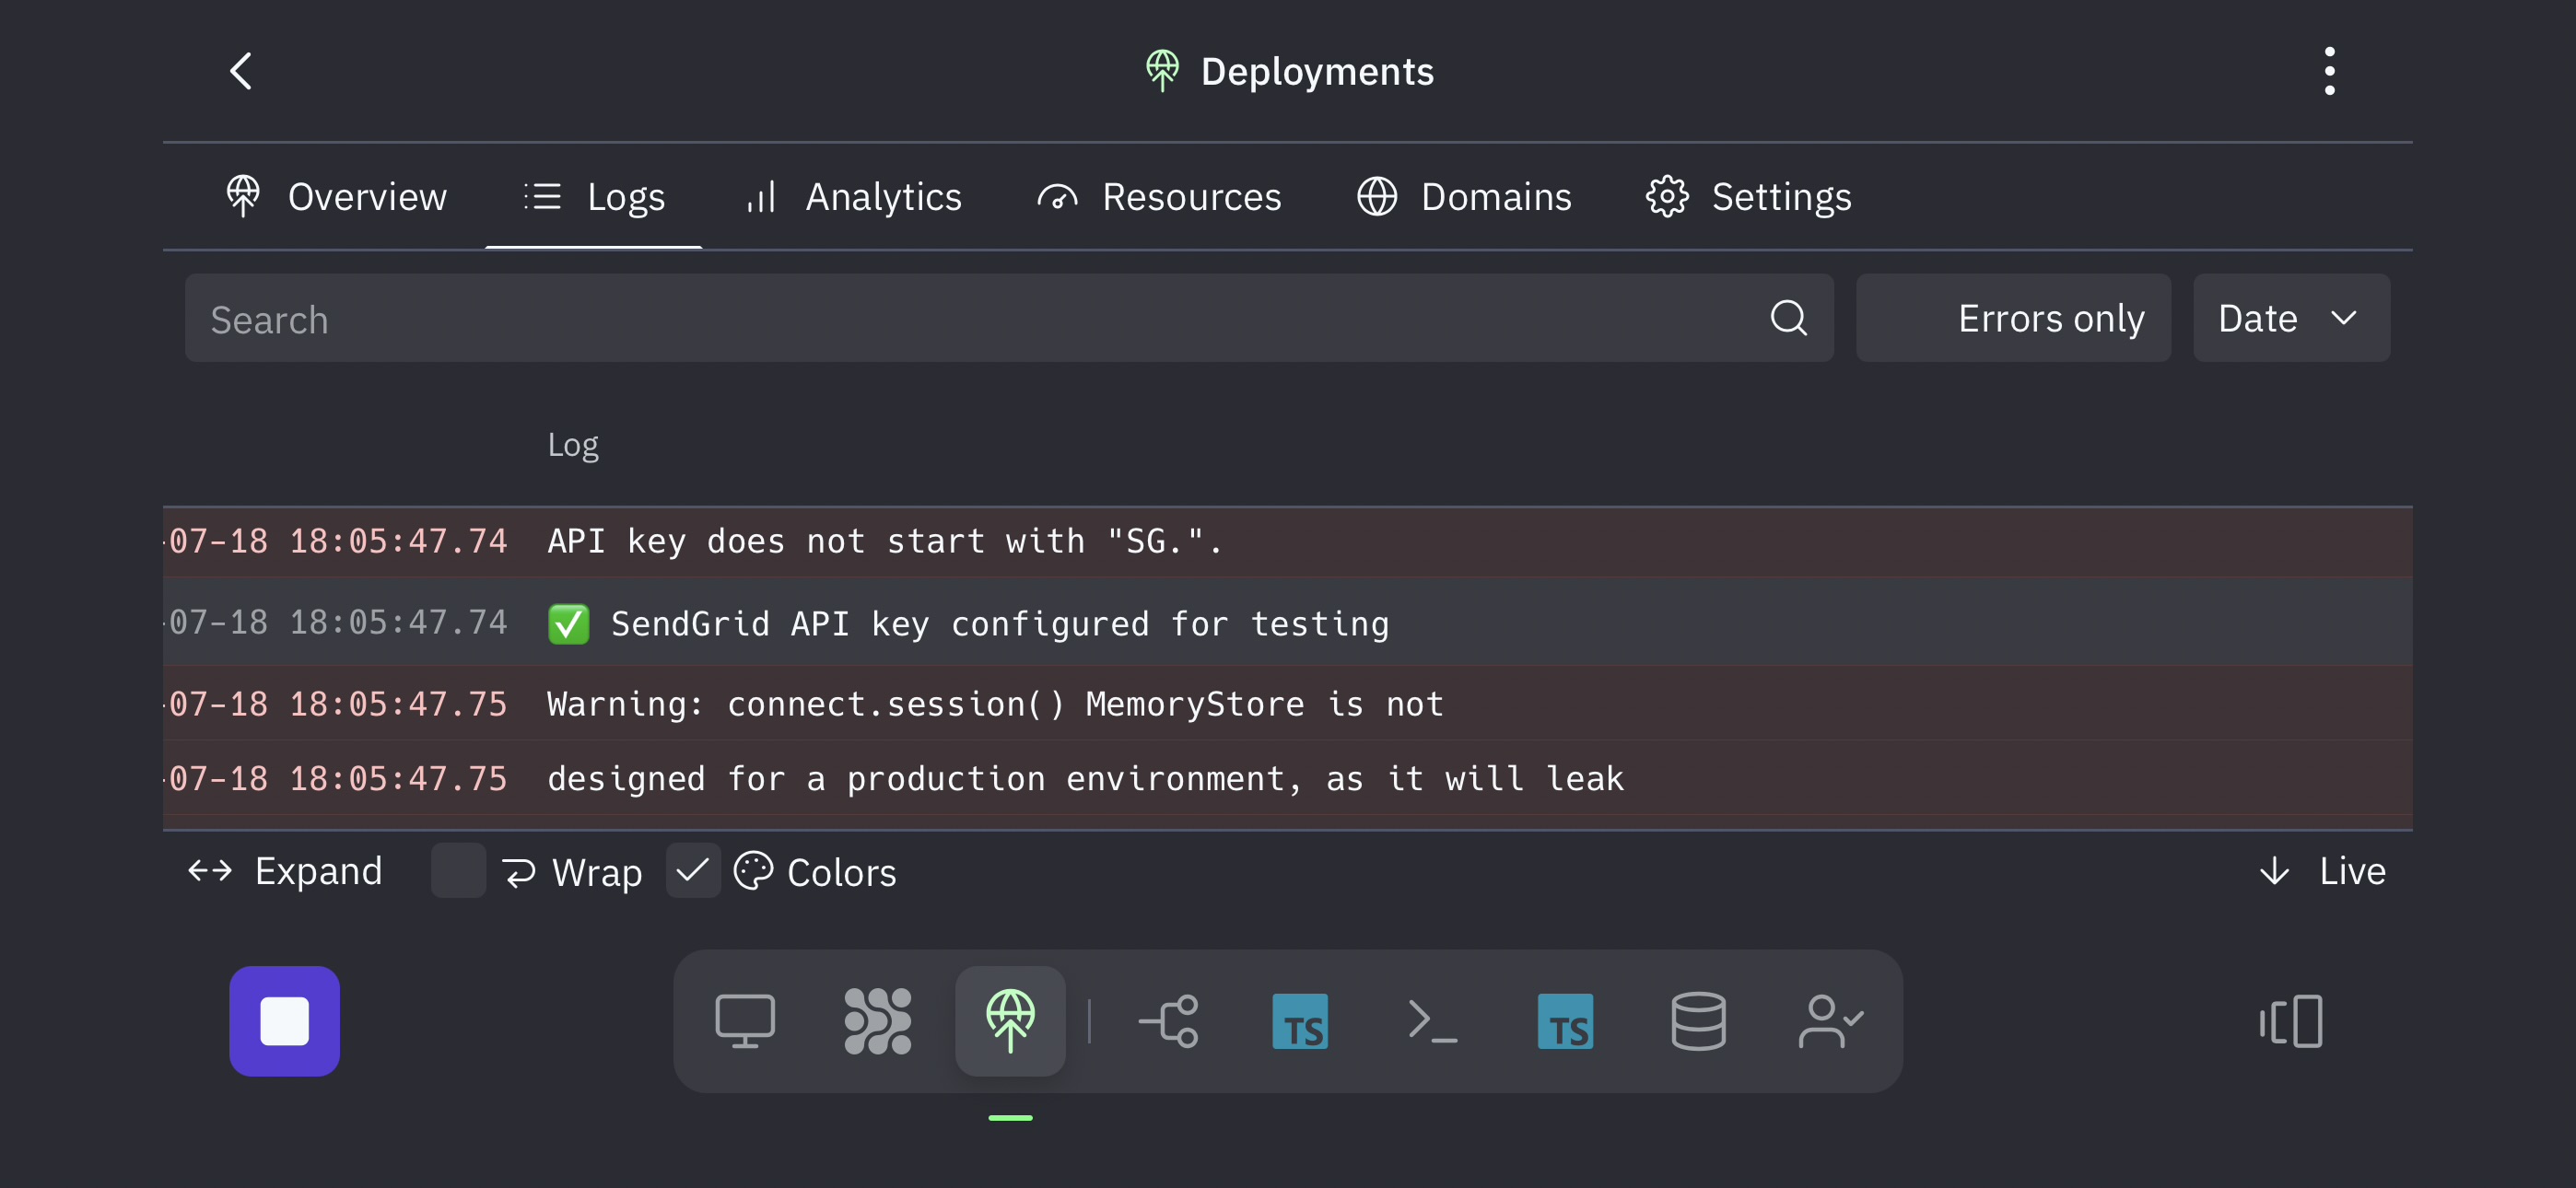 Deployments
Overview Logs Analytics Resources Domains Settings
Search Errors only Date
Log
-07-18 18:05:47.74 API key does not start with "SG.".
-07-18 18:05:47.74 ✅ SendGrid API key configured for testing
-07-18 18:05:47.75 Warning: connect.session() MemoryStore is not
-07-18 18:05:47.75 designed for a production environment, as it will leak
Expand Wrap Colors Live
TS TS